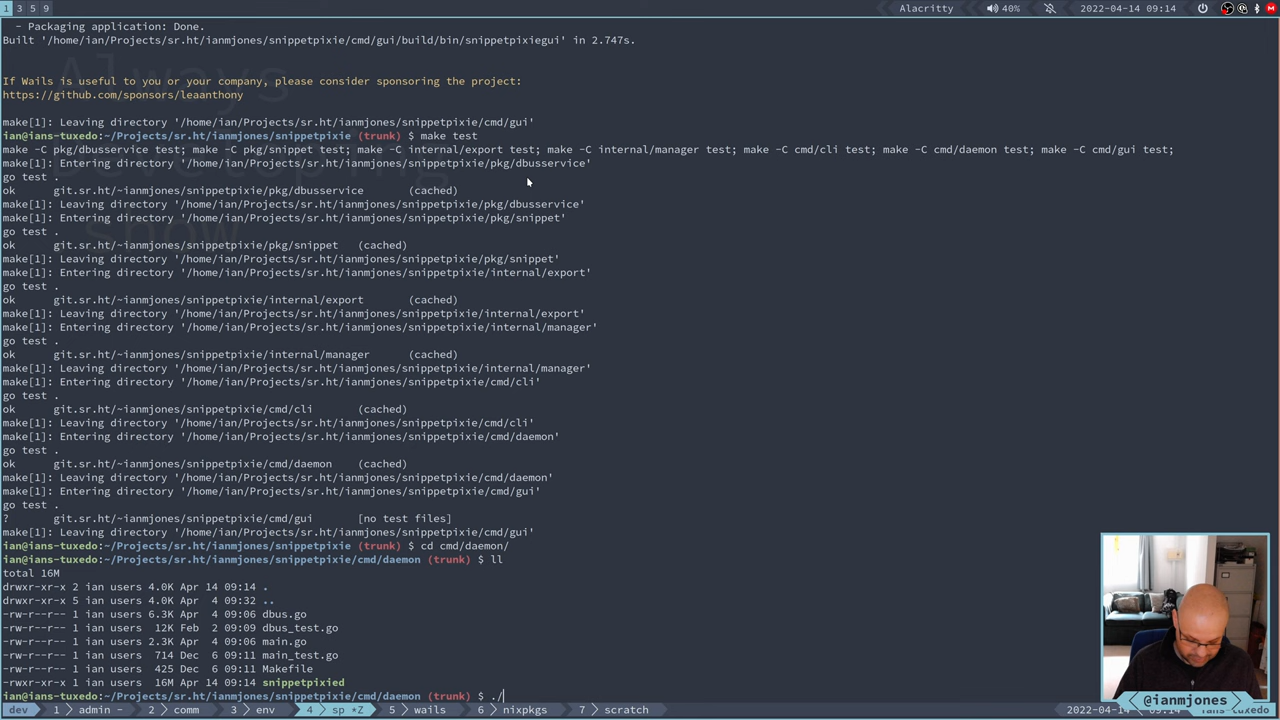 1 3 5 9
Alacritty
40%
2022-04-14 09:14
- Packaging application: Done.
Built '/home/ian/Projects/sr.ht/ianmjones/snippetpixie/cmd/gui/build/bin/snippetpixiegui' in 2.747s.
If Wails is useful to you or your company, please consider sponsoring the project:
https://github.com/sponsors/leaanthony
make[1]: Leaving directory '/home/ian/Projects/sr.ht/ianmjones/snippetpixie/cmd/gui'
ian@ians-tuxedo:~/Projects/sr.ht/ianmjones/snippetpixie (trunk) $ make test
make -C pkg/dbusservice test; make -C pkg/snippet test; make -C internal/export test; make -C internal/manager test; make -C cmd/cli test; make -C cmd/daemon test; make -C cmd/gui test;
make[1]: Entering directory '/home/ian/Projects/sr.ht/ianmjones/snippetpixie/pkg/dbusservice'
go test .
ok git.sr.ht/~ianmjones/snippetpixie/pkg/dbusservice (cached)
make[1]: Leaving directory '/home/ian/Projects/sr.ht/ianmjones/snippetpixie/pkg/dbusservice'
make[1]: Entering directory '/home/ian/Projects/sr.ht/ianmjones/snippetpixie/pkg/snippet'
go test .
ok git.sr.ht/~ianmjones/snippetpixie/pkg/snippet (cached)
make[1]: Leaving directory '/home/ian/Projects/sr.ht/ianmjones/snippetpixie/pkg/snippet'
make[1]: Entering directory '/home/ian/Projects/sr.ht/ianmjones/snippetpixie/internal/export'
go test .
ok git.sr.ht/~ianmjones/snippetpixie/internal/export (cached)
make[1]: Leaving directory '/home/ian/Projects/sr.ht/ianmjones/snippetpixie/internal/export'
make[1]: Entering directory '/home/ian/Projects/sr.ht/ianmjones/snippetpixie/internal/manager'
go test .
ok git.sr.ht/~ianmjones/snippetpixie/internal/manager (cached)
make[1]: Leaving directory '/home/ian/Projects/sr.ht/ianmjones/snippetpixie/internal/manager'
make[1]: Entering directory '/home/ian/Projects/sr.ht/ianmjones/snippetpixie/cmd/cli'
go test .
ok git.sr.ht/~ianmjones/snippetpixie/cmd/cli (cached)
make[1]: Leaving directory '/home/ian/Projects/sr.ht/ianmjones/snippetpixie/cmd/cli'
make[1]: Entering directory '/home/ian/Projects/sr.ht/ianmjones/snippetpixie/cmd/daemon'
go test .
ok git.sr.ht/~ianmjones/snippetpixie/cmd/daemon (cached)
make[1]: Leaving directory '/home/ian/Projects/sr.ht/ianmjones/snippetpixie/cmd/daemon'
make[1]: Entering directory '/home/ian/Projects/sr.ht/ianmjones/snippetpixie/cmd/gui'
go test .
? git.sr.ht/~ianmjones/snippetpixie/cmd/gui [no test files]
make[1]: Leaving directory '/home/ian/Projects/sr.ht/ianmjones/snippetpixie/cmd/gui'
ian@ians-tuxedo:~/Projects/sr.ht/ianmjones/snippetpixie (trunk) $ cd cmd/daemon/
ian@ians-tuxedo:~/Projects/sr.ht/ianmjones/snippetpixie/cmd/daemon (trunk) $ ll
total 16M
drwxr-xr-x 2 ian users 4.0K Apr 14 09:14 .
drwxr-xr-x 5 ian users 4.0K Apr 4 09:32 ..
-rw-r--r-- 1 ian users 6.3K Apr 4 09:06 dbus.go
-rw-r--r-- 1 ian users 12K Feb 2 09:09 dbus_test.go
-rw-r--r-- 1 ian users 2.3K Apr 4 09:06 main.go
-rw-r--r-- 1 ian users 714 Dec 6 09:11 main_test.go
-rw-r--r-- 1 ian users 425 Dec 6 09:11 Makefile
-rwxr-xr-x 1 ian users 16M Apr 14 09:14 snippetpixied
ian@ians-tuxedo:~/Projects/sr.ht/ianmjones/snippetpixie/cmd/daemon (trunk) $ ./
Always
Developing
show
@ianmjones
dev 1 admin - 2 comm 3 env 4 sp *Z 5 wails 6 nixpkgs 7 scratch